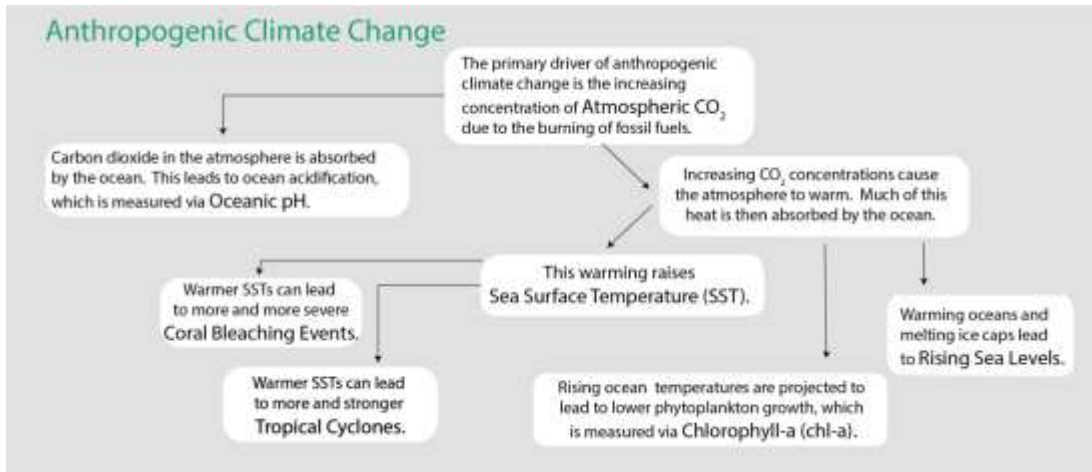 Anthropogenic Climate Change
The primary driver of anthropogenic
climate change is the increasing
concentration of Atmospheric CO₂
due to the burning of fossil fuels.
Carbon dioxide in the atmosphere is absorbed
by the ocean. This leads to ocean acidification,
which is measured via Oceanic pH.
Increasing CO₂ concentrations cause
the atmosphere to warm. Much of this
heat is then absorbed by the ocean.
This warming raises
Sea Surface Temperature (SST).
Warmer SSTs can lead
to more and more severe
Coral Bleaching Events.
Warming oceans and
melting ice caps lead
to Rising Sea Levels.
Warmer SSTs can lead
to more and stronger
Tropical Cyclones.
Rising ocean temperatures are projected to
lead to lower phytoplankton growth, which
is measured via Chlorophyll-a (chl-a).